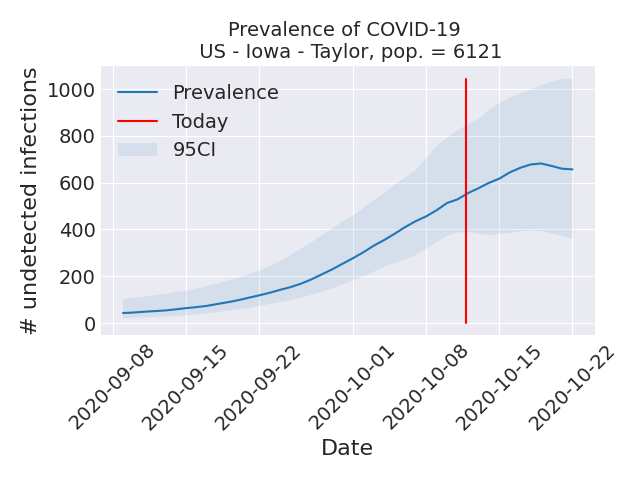 Prevalence of COVID-19
US - Iowa - Taylor, pop. = 6121
# undetected infections
1000
800
600
400
200
0
Prevalence
Today
95CI
2020-09-08
2020-09-15
2020-09-22
2020-10-01
2020-10-08
2020-10-15
2020-10-22
Date